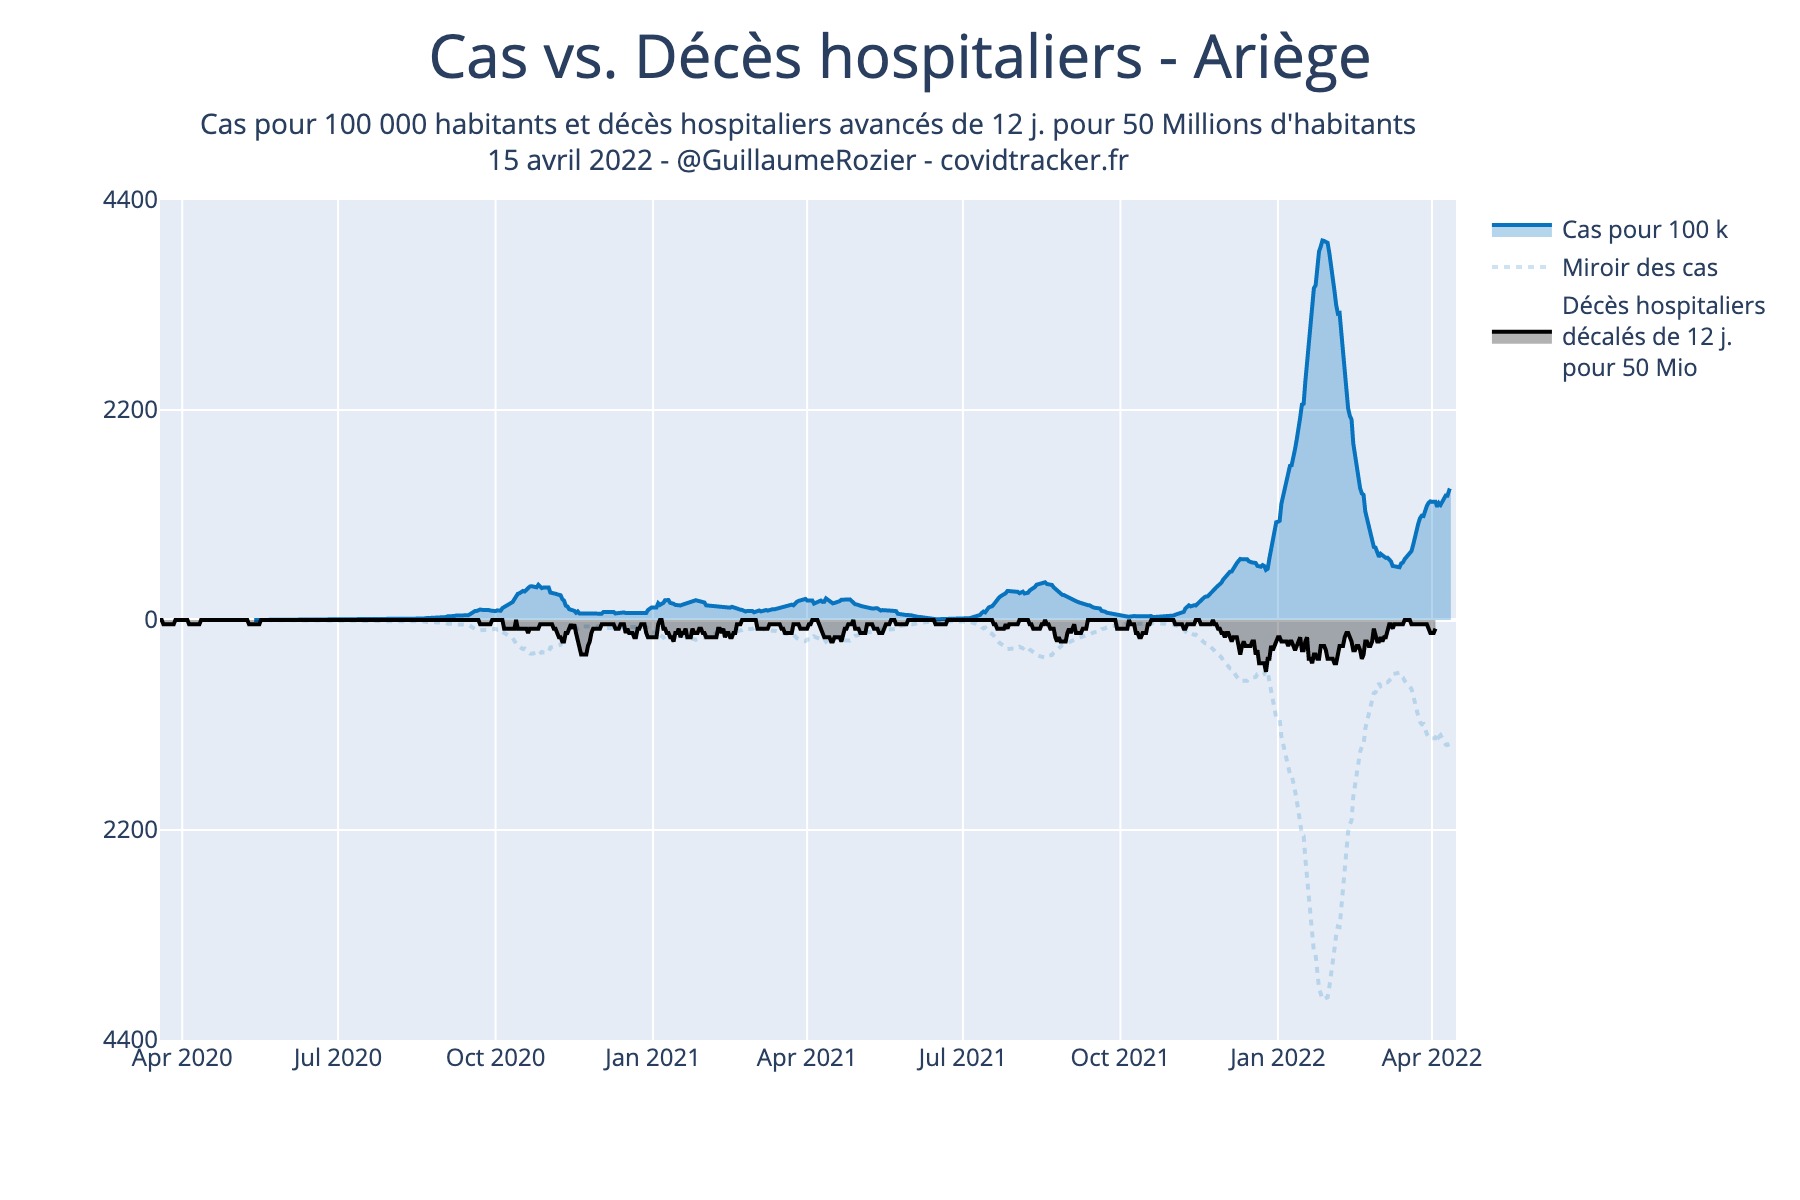 Cas vs. Décès hospitaliers - Ariège
Cas pour 100 000 habitants et décès hospitaliers avancés de 12 j. pour 50 Millions d'habitants
15 avril 2022 - @GuillaumeRozier - covidtracker.fr
4400
2200
0
2200
4400
Apr 2020
Jul 2020
Oct 2020
Jan 2021
Apr 2021
Jul 2021
Oct 2021
Jan 2022
Apr 2022
Cas pour 100 k
Miroir des cas
Décès hospitaliers
décalés de 12 j.
pour 50 Mio